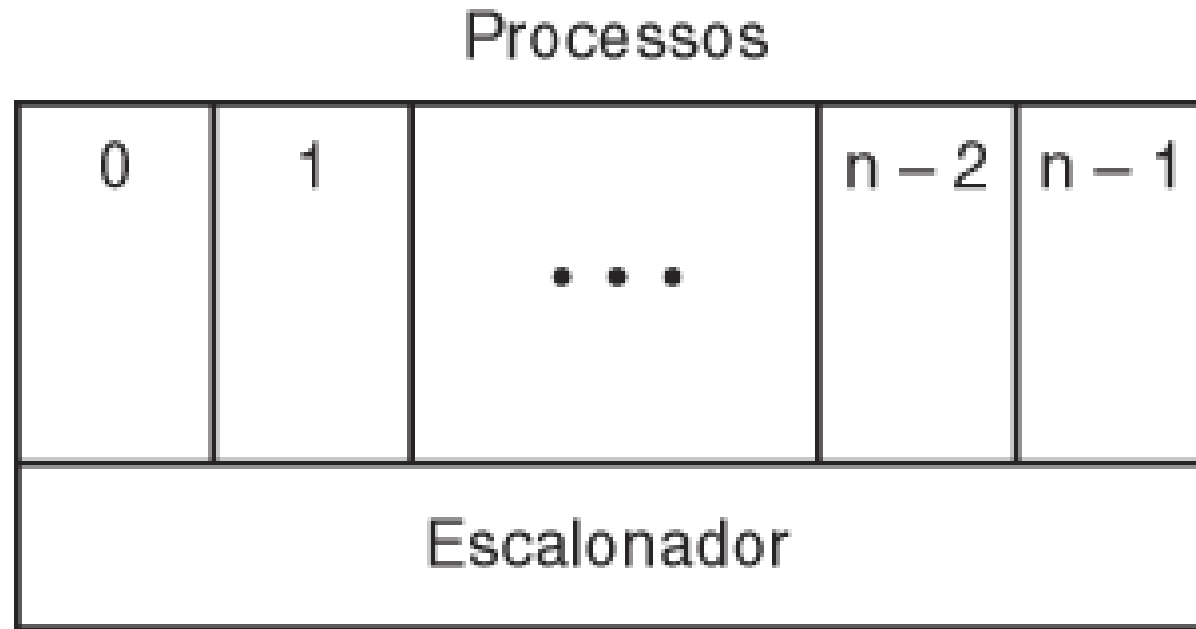 Processos
0 1 • • • n – 2 n – 1
Escalonador